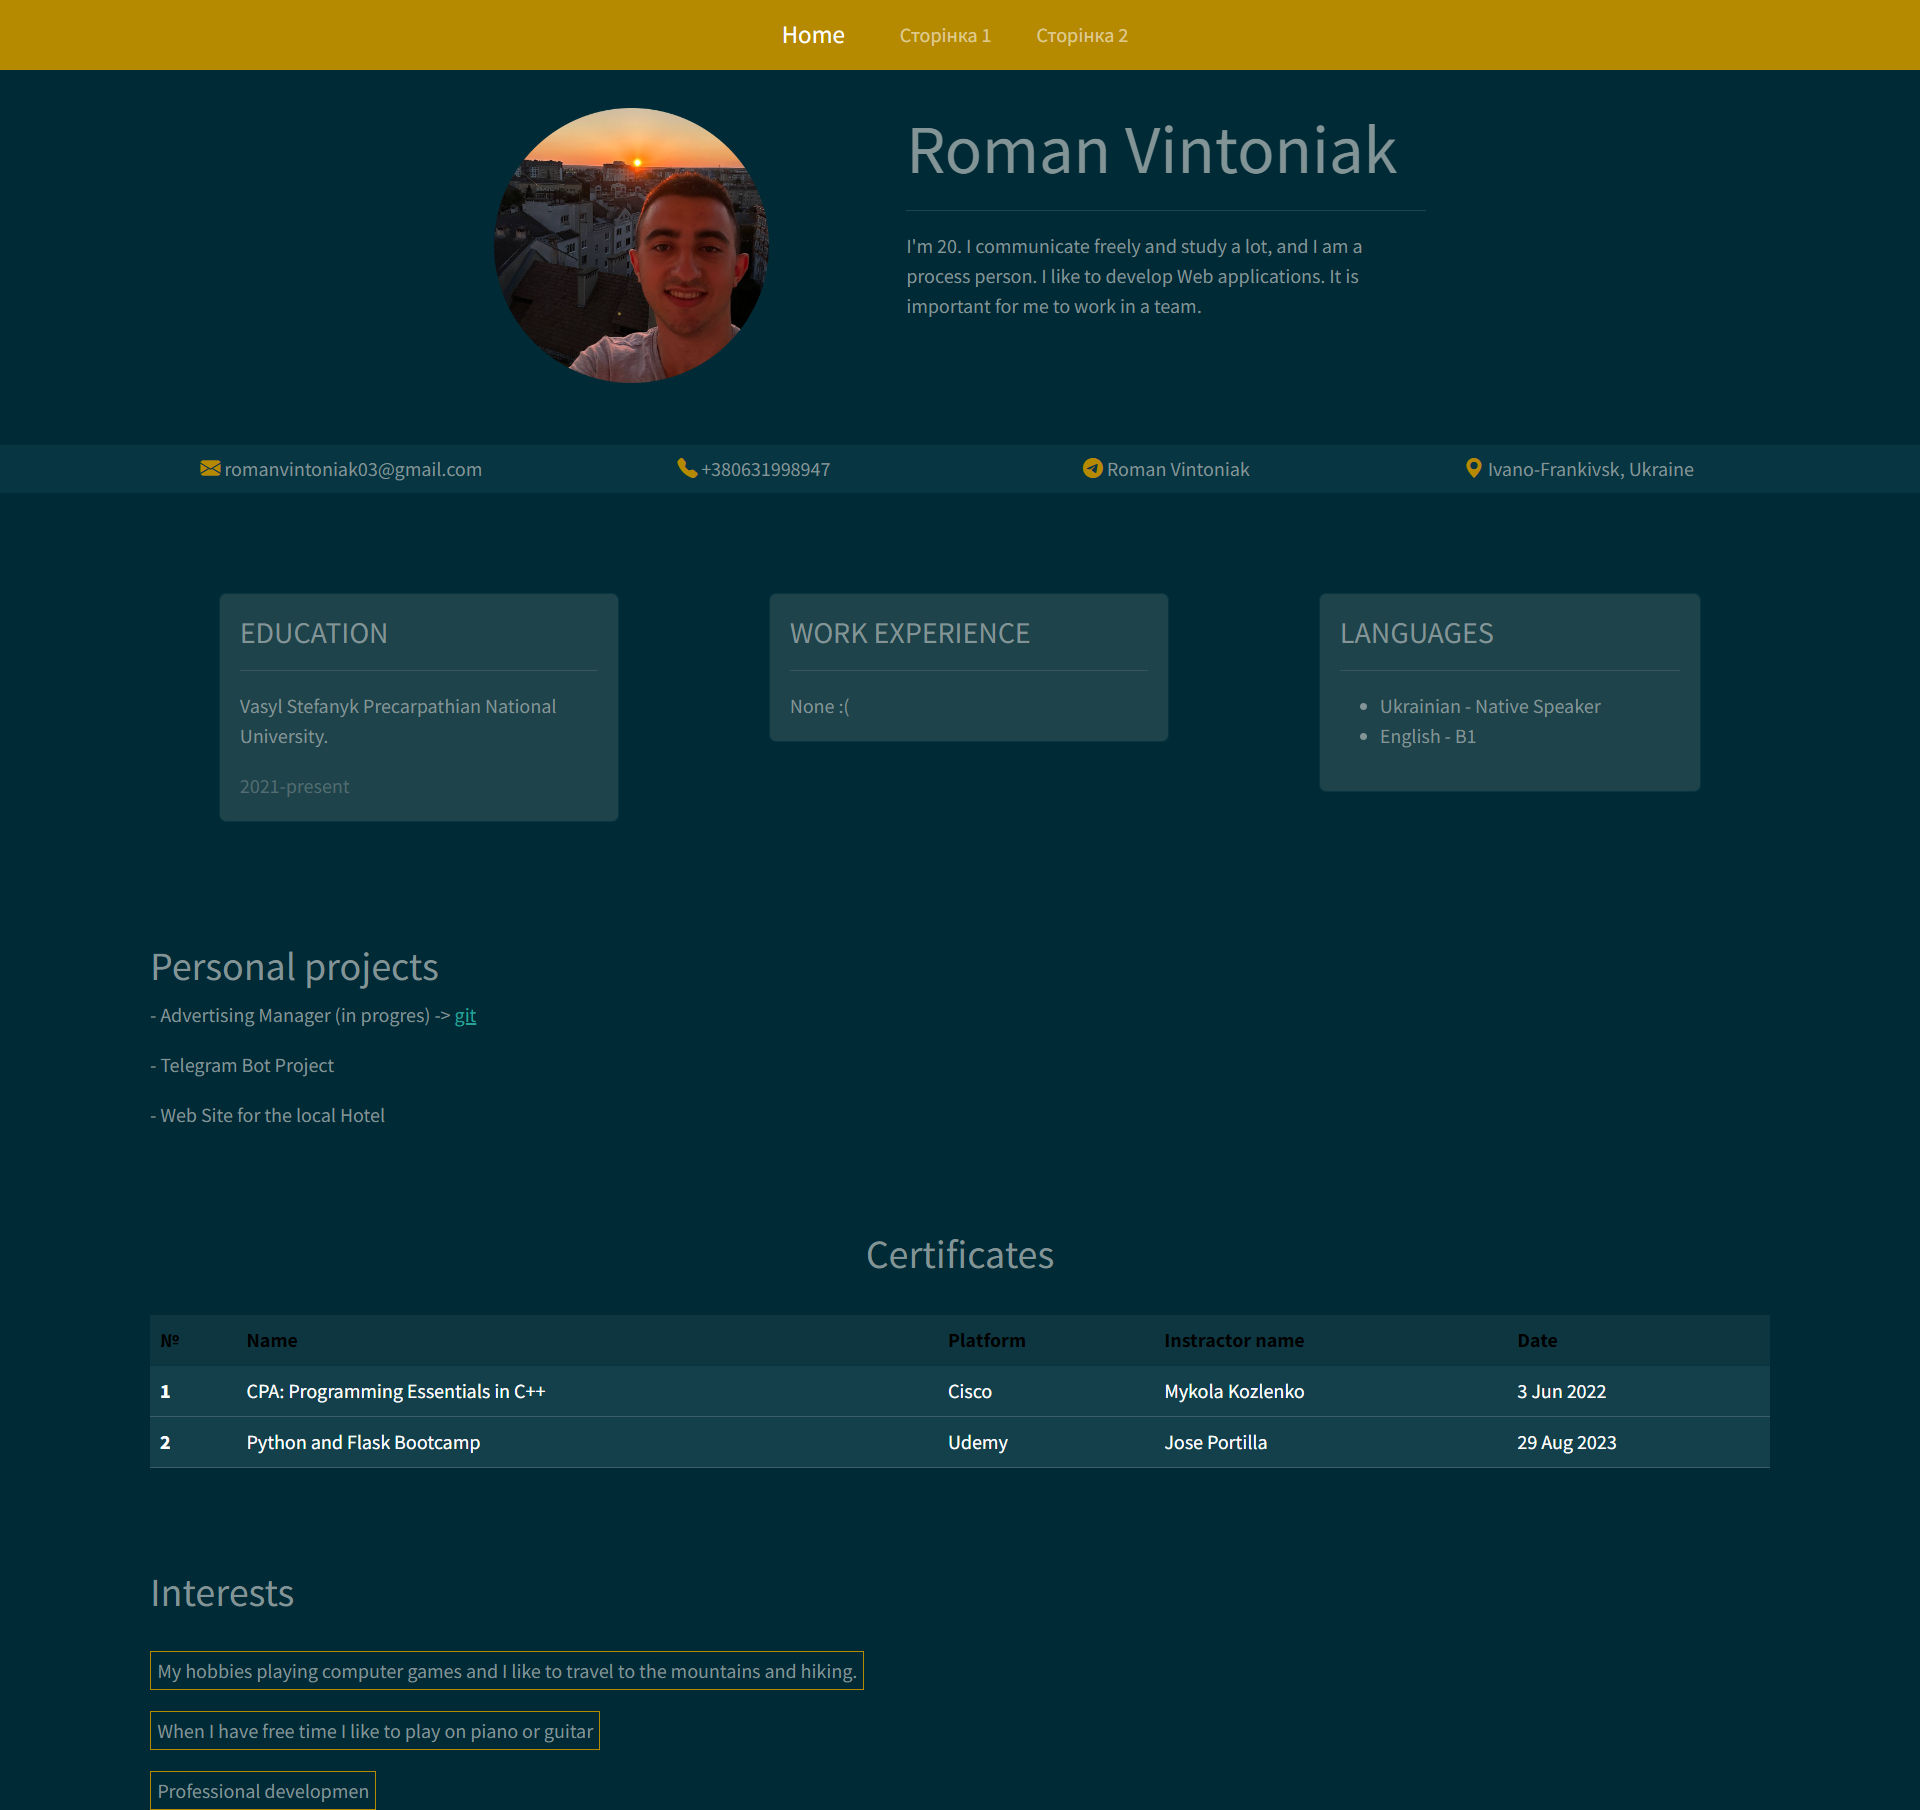 Home Сторінка 1 Сторінка 2
Roman Vintoniak
I'm 20. I communicate freely and study a lot, and I am a
process person. I like to develop Web applications. It is
important for me to work in a team.
romanvintoniak03@gmail.com +380631998947 Roman Vintoniak Ivano-Frankivsk, Ukraine
EDUCATION
Vasyl Stefanyk Precarpathian National
University.
2021-present
WORK EXPERIENCE
None :(
LANGUAGES
Ukrainian - Native Speaker
English - B1
Personal projects
- Advertising Manager (in progres) -> git
- Telegram Bot Project
- Web Site for the local Hotel
Certificates
№ Name Platform Instractor name Date
1 CPA: Programming Essentials in C++ Cisco Mykola Kozlenko 3 Jun 2022
2 Python and Flask Bootcamp Udemy Jose Portilla 29 Aug 2023
Interests
My hobbies playing computer games and I like to travel to the mountains and hiking.
When I have free time I like to play on piano or guitar
Professional developmen